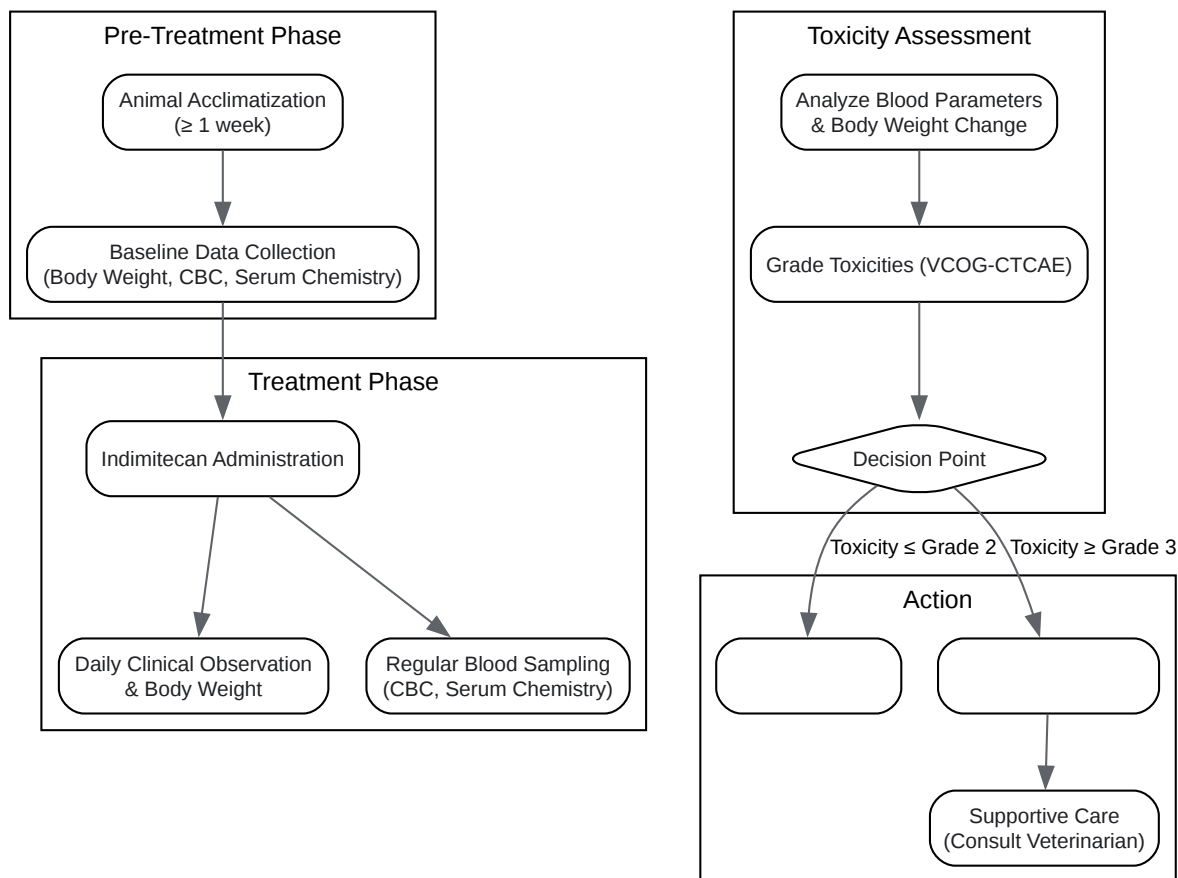 Pre-Treatment Phase
Animal Acclimatization
(≥ 1 week)
Baseline Data Collection
(Body Weight, CBC, Serum Chemistry)
Treatment Phase
Indimitecan Administration
Daily Clinical Observation
& Body Weight
Regular Blood Sampling
(CBC, Serum Chemistry)
Toxicity Assessment
Analyze Blood Parameters
& Body Weight Change
Grade Toxicities (VCOG-CTCAE)
Decision Point
Toxicity ≤ Grade 2
Toxicity ≥ Grade 3
Action
Supportive Care
(Consult Veterinarian)